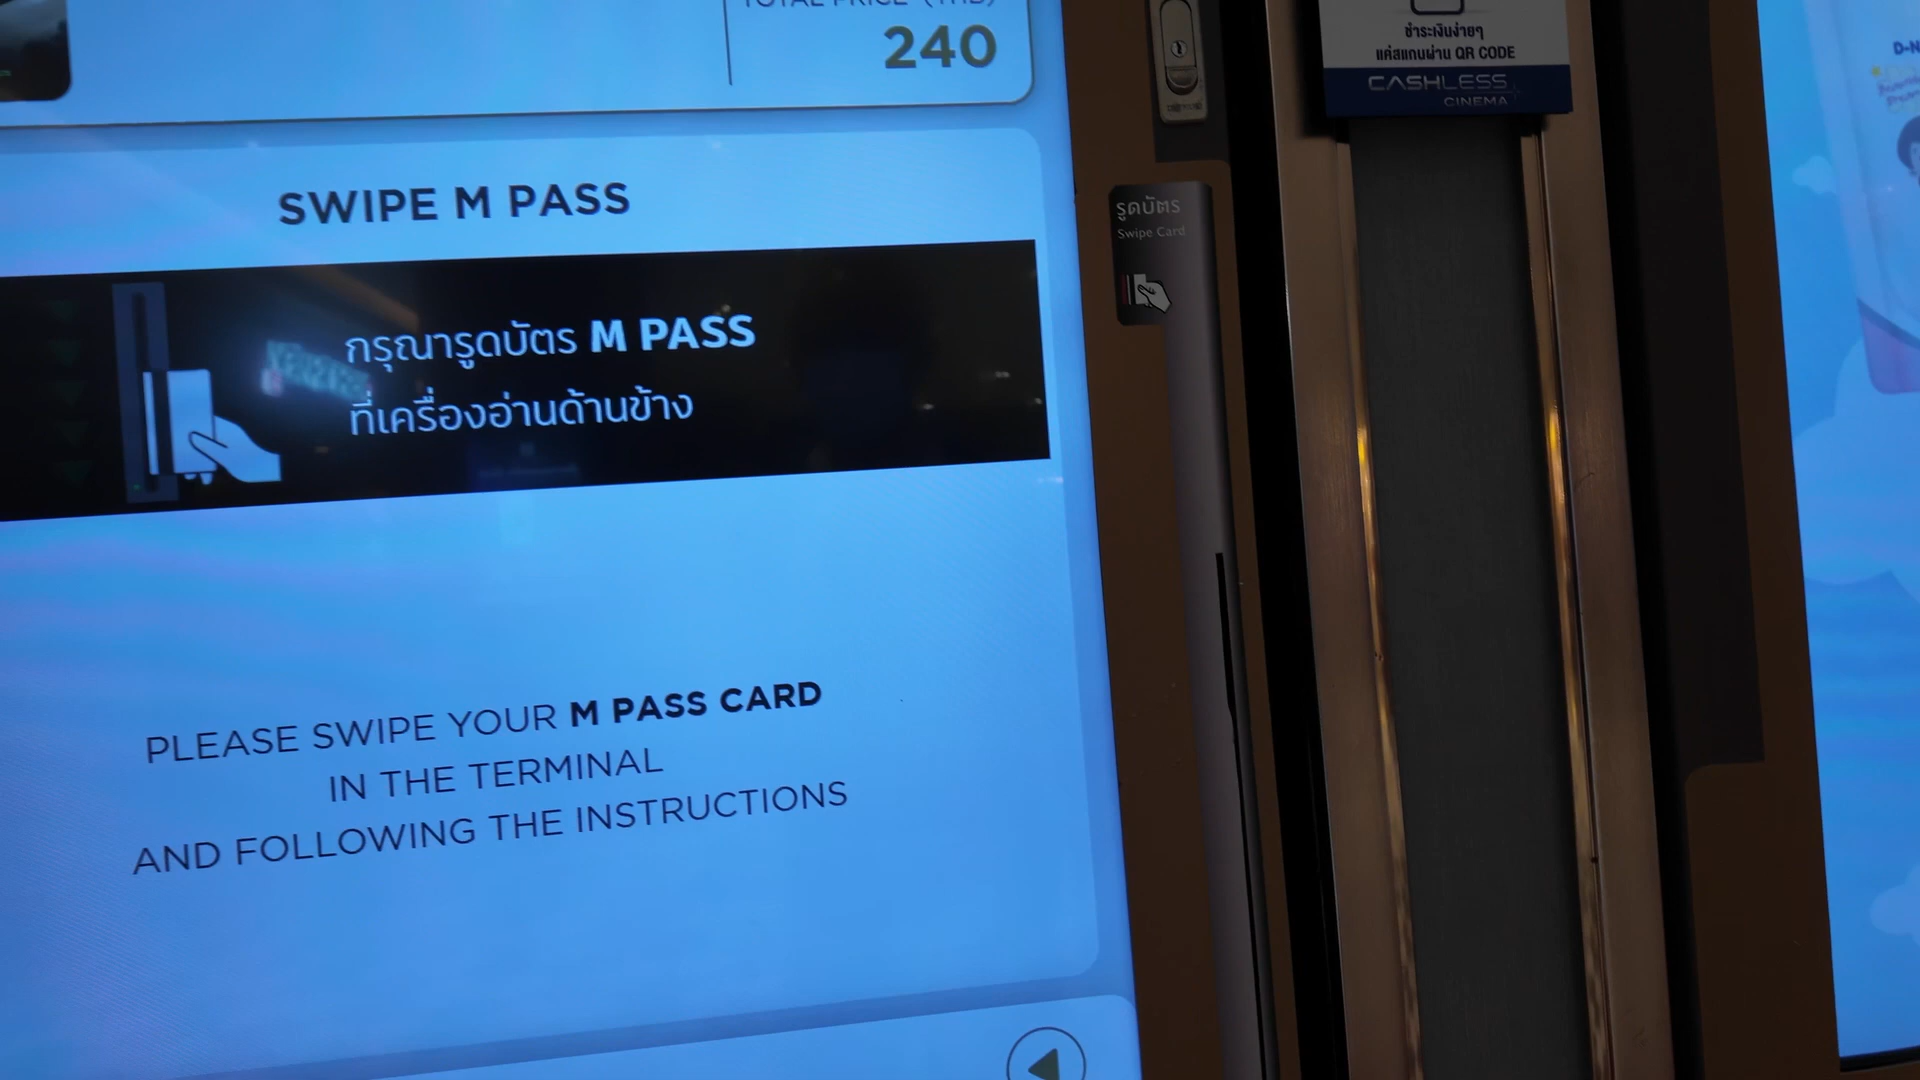 TOTAL PRICE (THB)
240
SWIPE M PASS
กรุณารูดบัตร M PASS
ที่เครื่องอ่านด้านข้าง
PLEASE SWIPE YOUR M PASS CARD
IN THE TERMINAL
AND FOLLOWING THE INSTRUCTIONS
รูดบัตร
Swipe Card
ชำระเงินง่ายๆ
แค่สแกนผ่าน QR CODE
CASHLESS
CINEMA